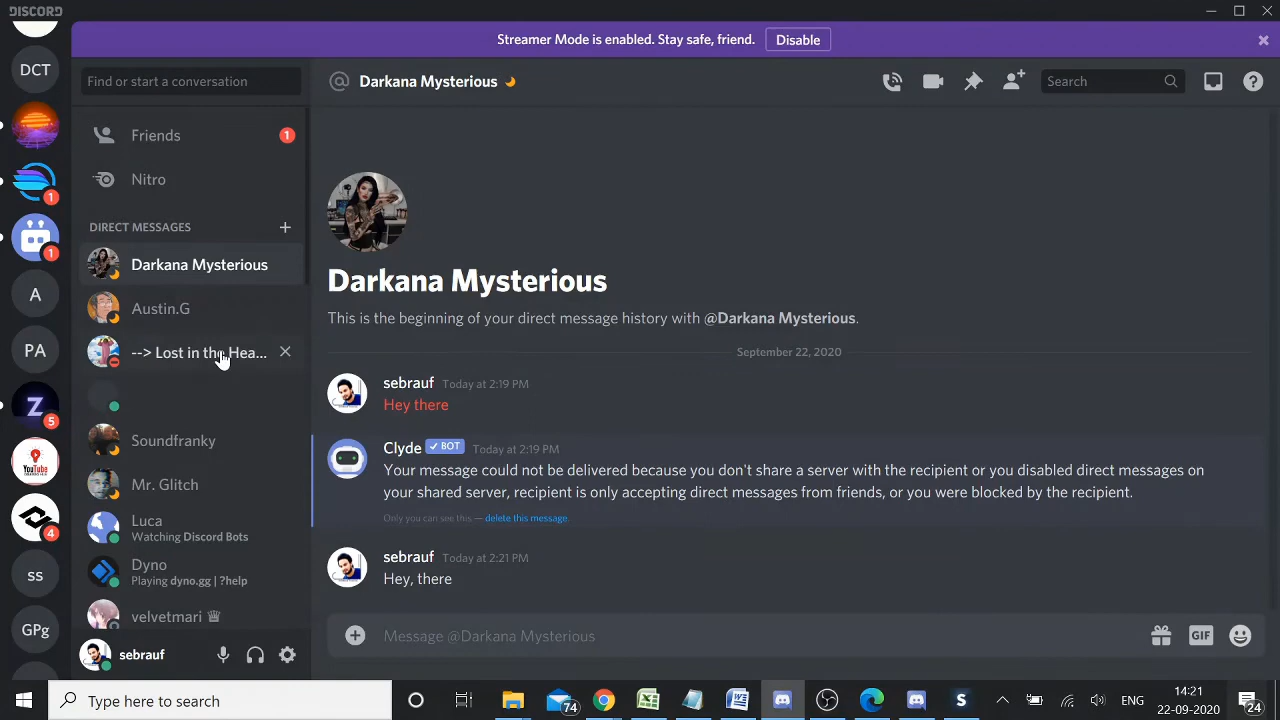 DISCORD
Streamer Mode is enabled. Stay safe, friend.
Disable
DCT
Find or start a conversation
Darkana Mysterious
Search
Friends
1
Nitro
1
DIRECT MESSAGES
1
Darkana Mysterious
Austin.G
A
--> Lost in the Hea...
PA
Z
5
Soundfranky
YouTube
Mr. Glitch
4
Luca
Watching Discord Bots
Dyno
Playing dyno.gg | ?help
ss
velvetmari
GPg
sebrauf
Darkana Mysterious
This is the beginning of your direct message history with @Darkana Mysterious.
September 22, 2020
sebrauf Today at 2:19 PM
Hey there
Clyde BOT Today at 2:19 PM
Your message could not be delivered because you don't share a server with the recipient or you disabled direct messages on
your shared server, recipient is only accepting direct messages from friends, or you were blocked by the recipient.
Only you can see this — delete this message.
sebrauf Today at 2:21 PM
Hey, there
Message @Darkana Mysterious
GIF
Type here to search
74
ENG
14:21
22-09-2020
24